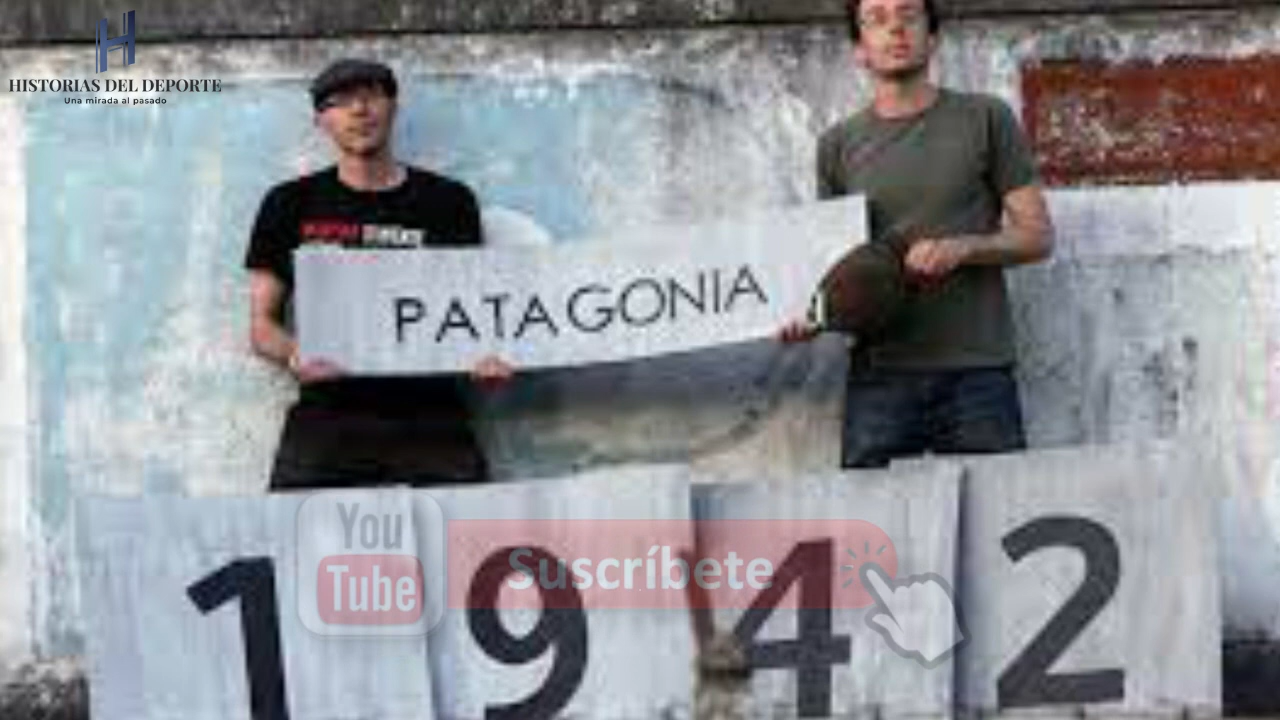 H
HISTORIAS DEL DEPORTE
Una mirada al pasado
PATAGONIA
You
Tube
Suscríbete
1942